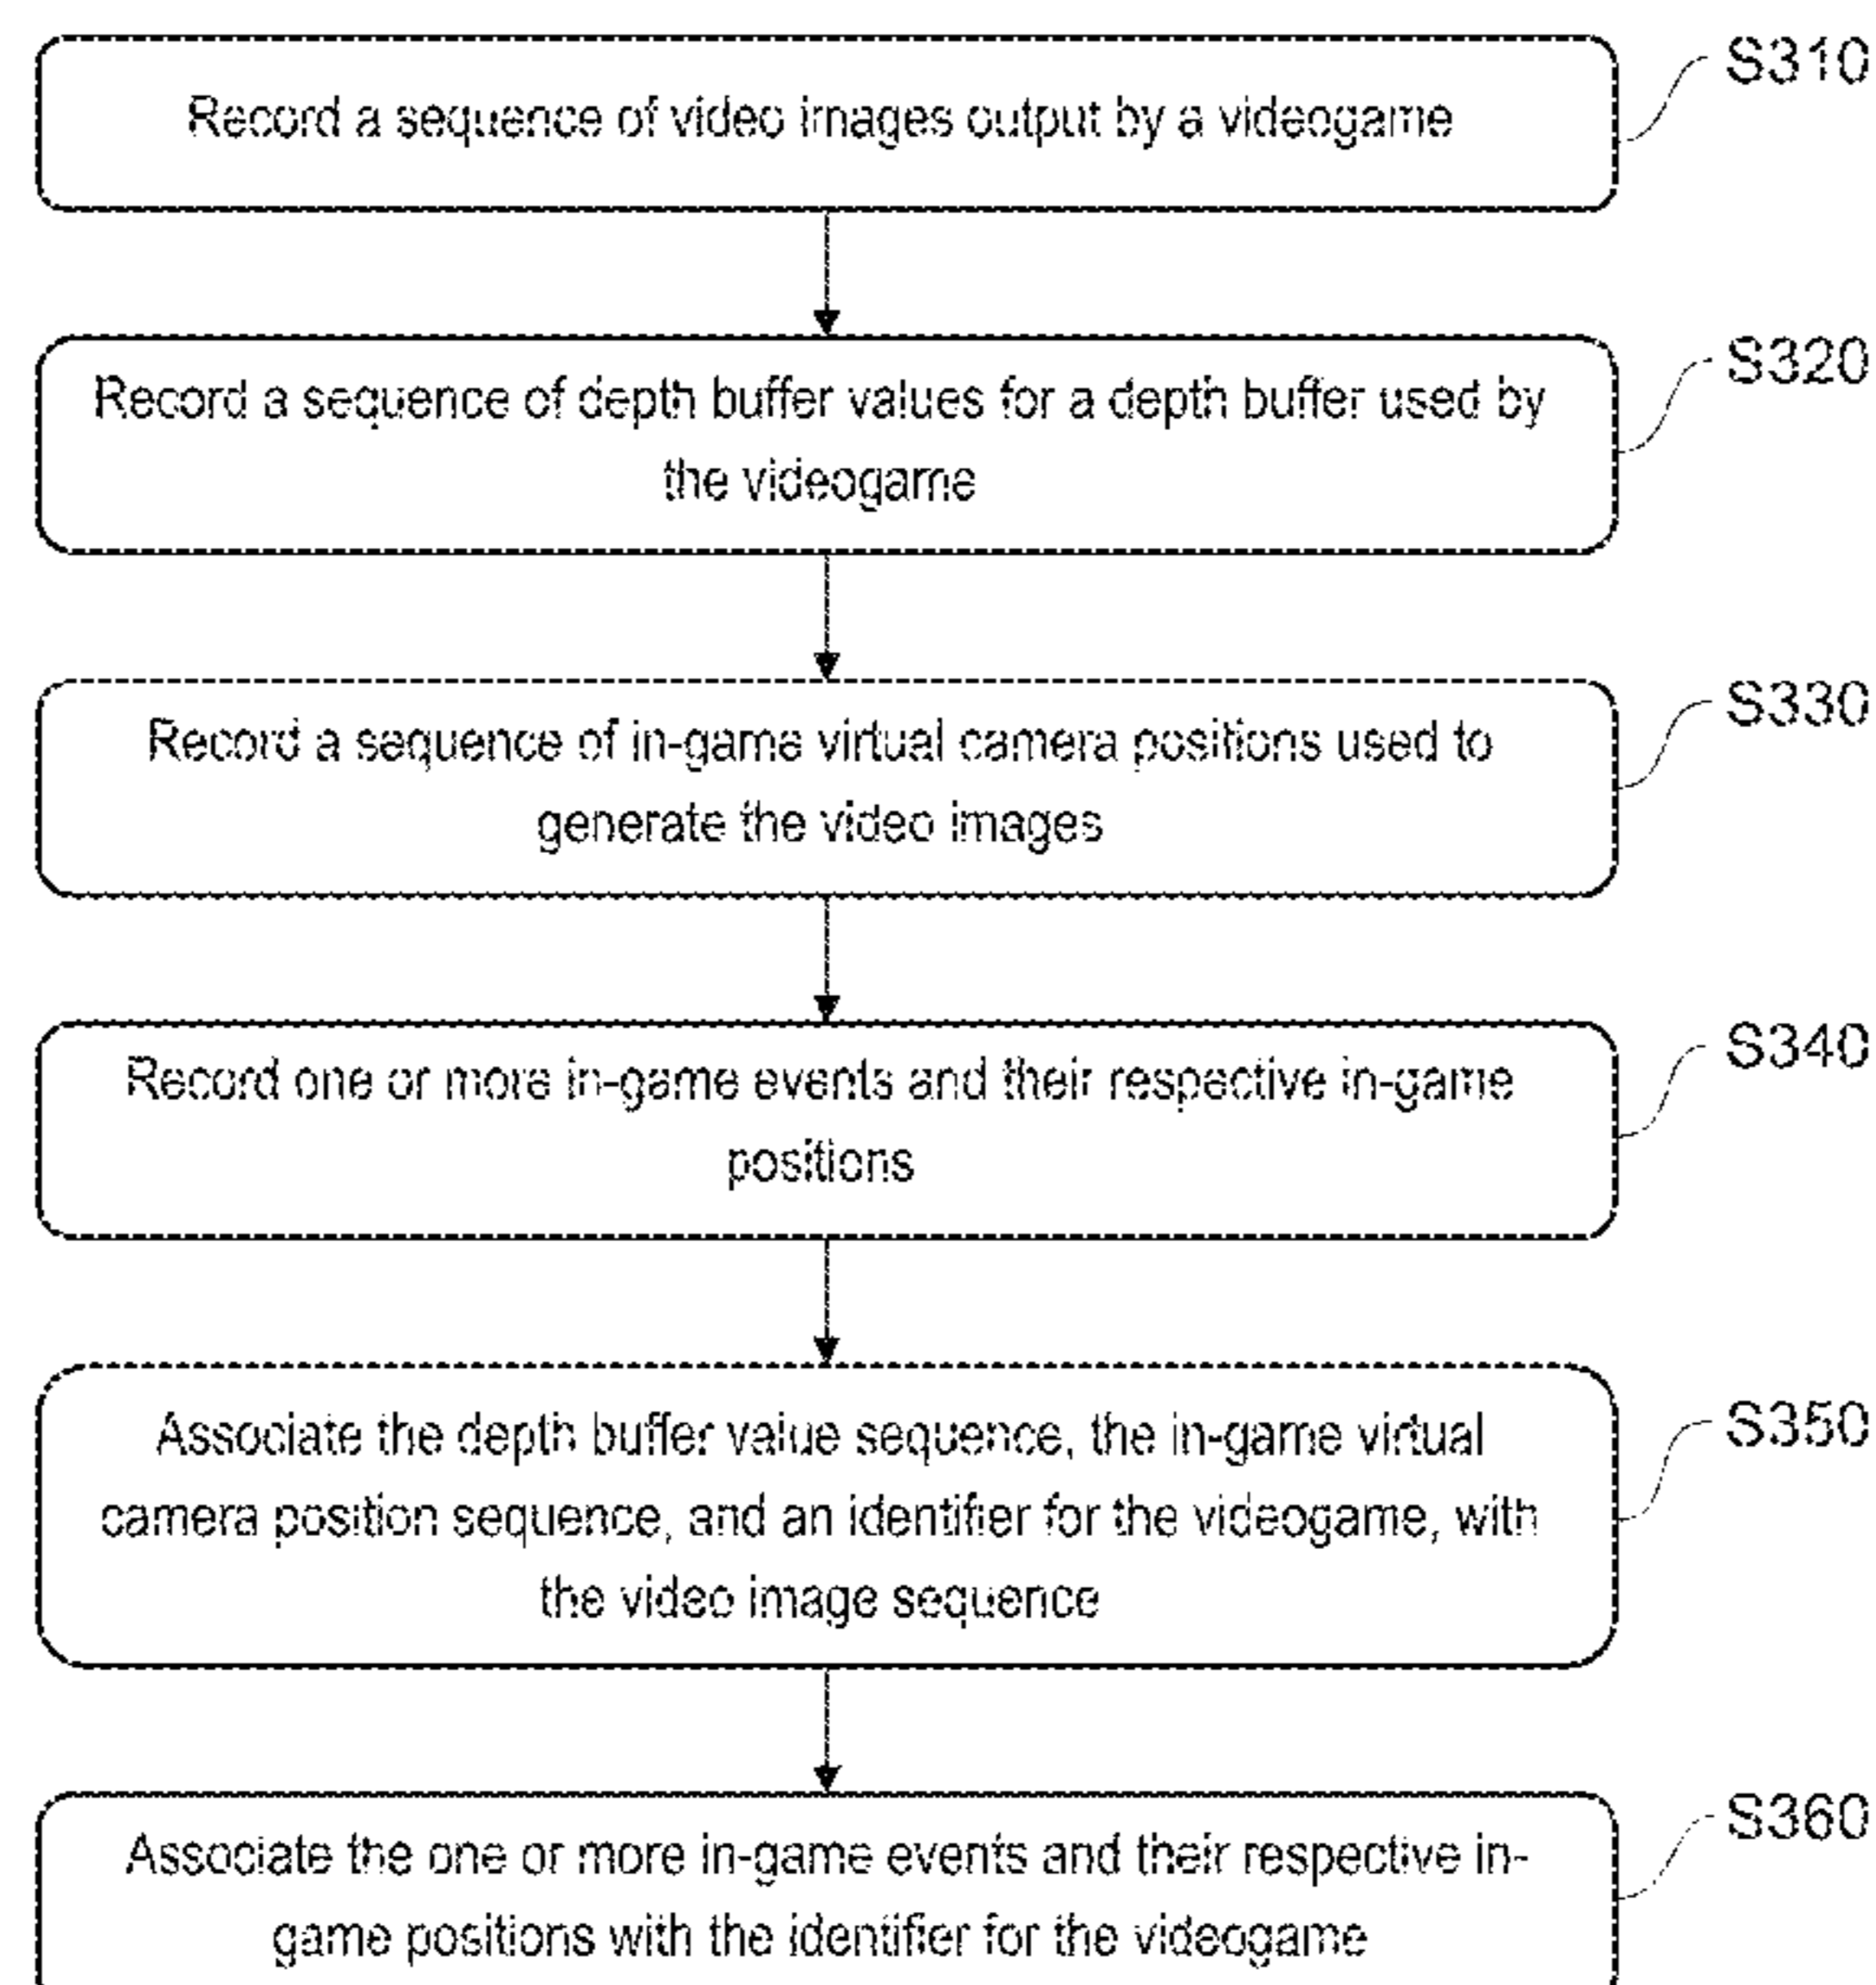 Record a sequence of video images output by a videogame
S310
Record a sequence of depth buffer values for a depth buffer used by
the videogame
S320
Record a sequence of in-game virtual camera positions used to
generate the video images
S330
Record one or more in-game events and their respective in-game
positions
S340
Associate the depth buffer value sequence, the in-game virtual
camera position sequence, and an identifier for the videogame, with
the video image sequence
S350
Associate the one or more in-game events and their respective in-
game positions with the identifier for the videogame
S360